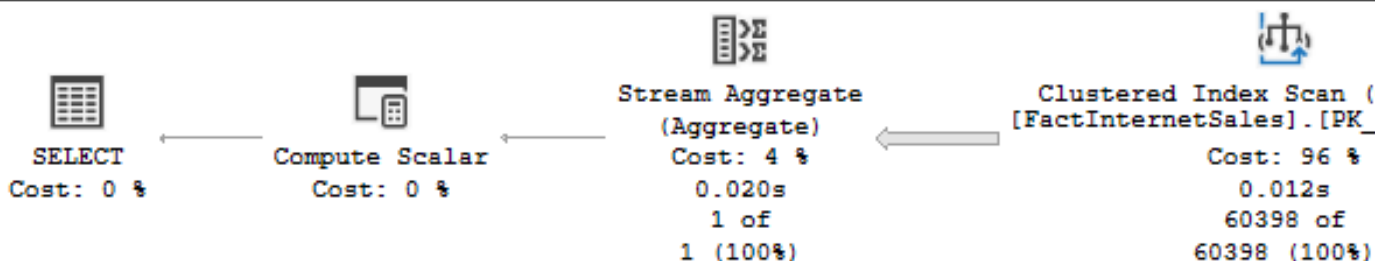 SELECT
Cost: 0 %
Compute Scalar
Cost: 0 %
Stream Aggregate
(Aggregate)
Cost: 4 %
0.020s
1 of
1 (100%)
Clustered Index Scan (
[FactInternetSales].[PK_
Cost: 96 %
0.012s
60398 of
60398 (100%)